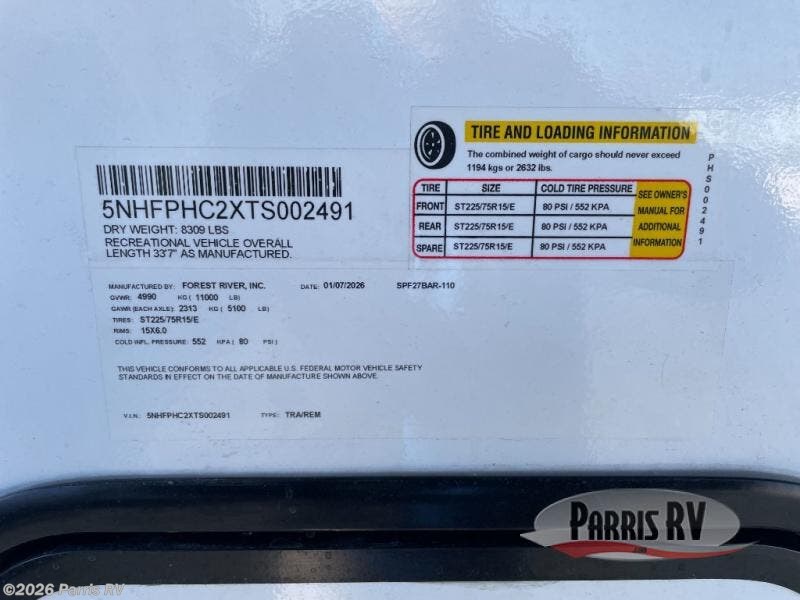 5NHFPHC2XTS002491
DRY WEIGHT: 8309 LBS
RECREATIONAL VEHICLE OVERALL
LENGTH 33'7" AS MANUFACTURED.
TIRE AND LOADING INFORMATION
The combined weight of cargo should never exceed
1194 kgs or 2632 lbs.
TIRE SIZE COLD TIRE PRESSURE SEE OWNER'S
FRONT ST225/75R15/E 80 PSI / 552 KPA MANUAL FOR
REAR ST225/75R15/E 80 PSI / 552 KPA ADDITIONAL
SPARE ST225/75R15/E 80 PSI / 552 KPA INFORMATION
PHS002491
MANUFACTURED BY: FOREST RIVER, INC. DATE: 01/07/2026 SPF27BAR-110
GVWR: 4990 KG ( 11000 LB)
GAWR (EACH AXLE): 2313 KG ( 5100 LB)
TIRES: ST225/75R15/E
RIMS: 15X6.0
COLD INFL. PRESSURE: 552 KPA ( 80 PSI)
THIS VEHICLE CONFORMS TO ALL APPLICABLE U.S. FEDERAL MOTOR VEHICLE SAFETY
STANDARDS IN EFFECT ON THE DATE OF MANUFACTURE SHOWN ABOVE.
V.I.N.: 5NHFPHC2XTS002491 TYPE: TRA/REM
PARRIS RV
©2026 Parris RV